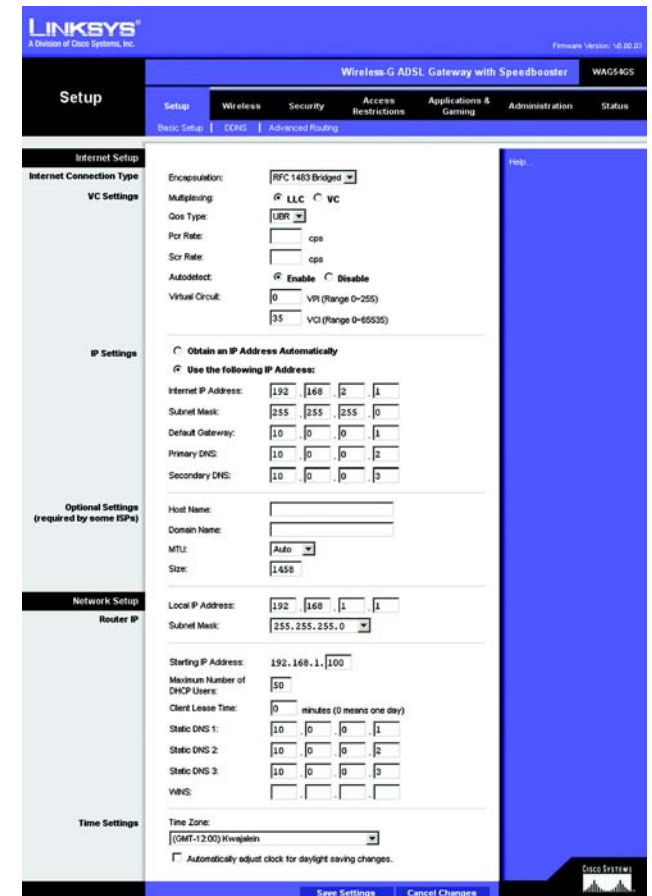 LINKSYS®
A Division of Cisco Systems, Inc.
Firmware Version: V0.00.03
Wireless-G ADSL Gateway with Speedbooster WAG54GS
Setup
Setup Wireless Security Access Restrictions Applications & Gaming Administration Status
Basic Setup | DDNS | Advanced Routing
Internet Setup
Help...
Internet Connection Type Encapsulation: RFC 1483 Bridged
VC Settings Multiplexing: LLC VC
Qos Type: UBR
Pcr Rate: cps
Scr Rate: cps
Autodetect: Enable Disable
Virtual Circuit: 0 VPI (Range 0~255)
35 VCI (Range 0~65535)
IP Settings Obtain an IP Address Automatically
Use the following IP Address:
Internet IP Address: 192 . 168 . 2 . 1
Subnet Mask: 255 . 255 . 255 . 0
Default Gateway: 10 . 0 . 0 . 1
Primary DNS: 10 . 0 . 0 . 2
Secondary DNS: 10 . 0 . 0 . 3
Optional Settings (required by some ISPs) Host Name:
Domain Name:
MTU: Auto
Size: 1458
Network Setup
Router IP
Local IP Address: 192 . 168 . 1 . 1
Subnet Mask: 255.255.255.0
Starting IP Address: 192.168.1. 100
Maximum Number of DHCP Users: 50
Client Lease Time: 0 minutes (0 means one day)
Static DNS 1: 10 . 0 . 0 . 1
Static DNS 2: 10 . 0 . 0 . 2
Static DNS 3: 10 . 0 . 0 . 3
WINS: . . .
Time Settings Time Zone:
(GMT-12:00) Kwajalein
Automatically adjust clock for daylight saving changes.
Save Settings Cancel Changes
CISCO SYSTEMS